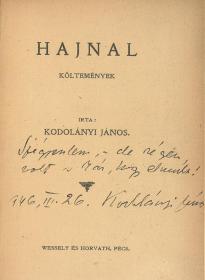 HAJNAL
KÖLTEMÉNYEK
IRTA:
KODOLÁNYI JÁNOS.
Szégyenlem, – de régen
volt
946. III. 26. Kodolányi János
WESSELY ÉS HORVÁTH, PÉCS.